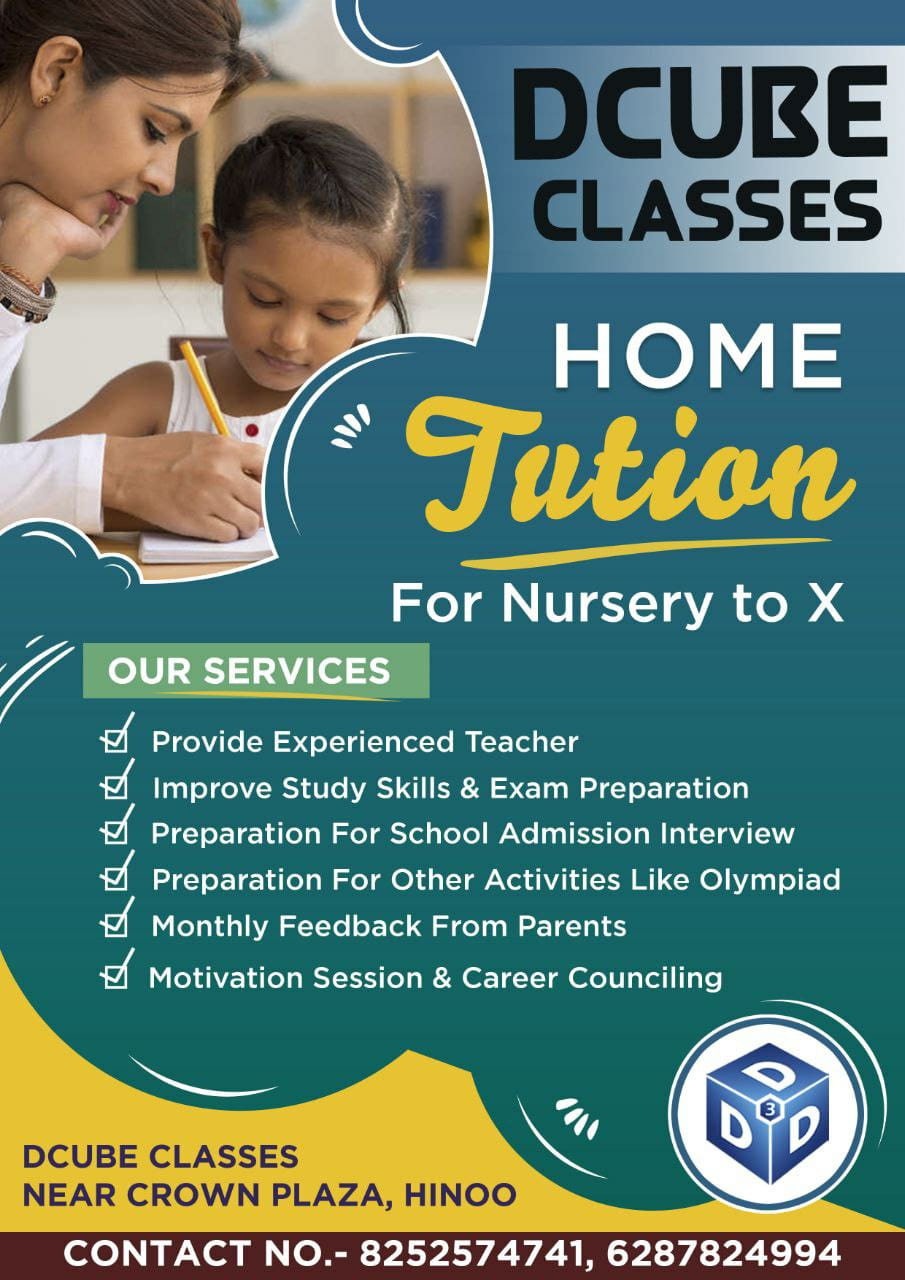 DCUBE
CLASSES
HOME
Tution
For Nursery to X
OUR SERVICES
Provide Experienced Teacher
Improve Study Skills & Exam Preparation
Preparation For School Admission Interview
Preparation For Other Activities Like Olympiad
Monthly Feedback From Parents
Motivation Session & Career Counciling
D
3
D D
DCUBE CLASSES
NEAR CROWN PLAZA, HINOO
CONTACT NO.- 8252574741, 6287824994